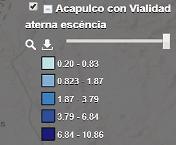 Acapulco con Vialidad
aterna escéncia
0.20 - 0.83
0.823 - 1.87
1.87 - 3.79
3.79 - 6.84
6.84 - 10.86